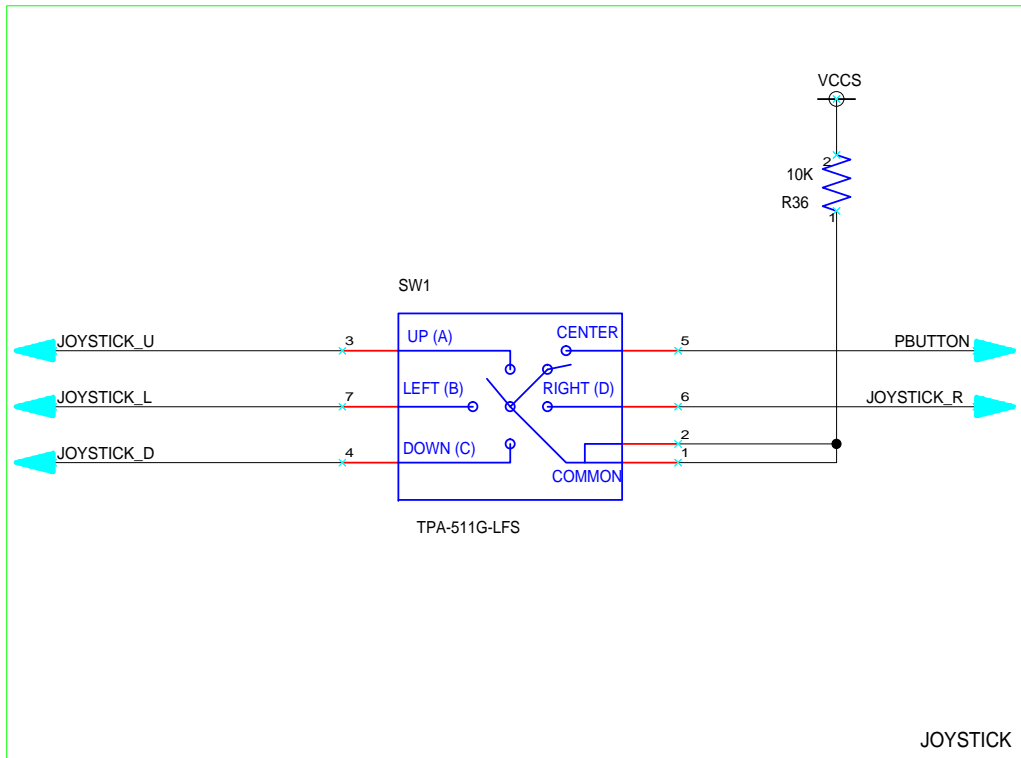 VCCS
2
10K
R36
1
SW1
JOYSTICK_U
3
UP (A)
CENTER
5
PBUTTON
JOYSTICK_L
7
LEFT (B)
RIGHT (D)
6
JOYSTICK_R
2
JOYSTICK_D
4
DOWN (C)
COMMON
1
TPA-511G-LFS
JOYSTICK